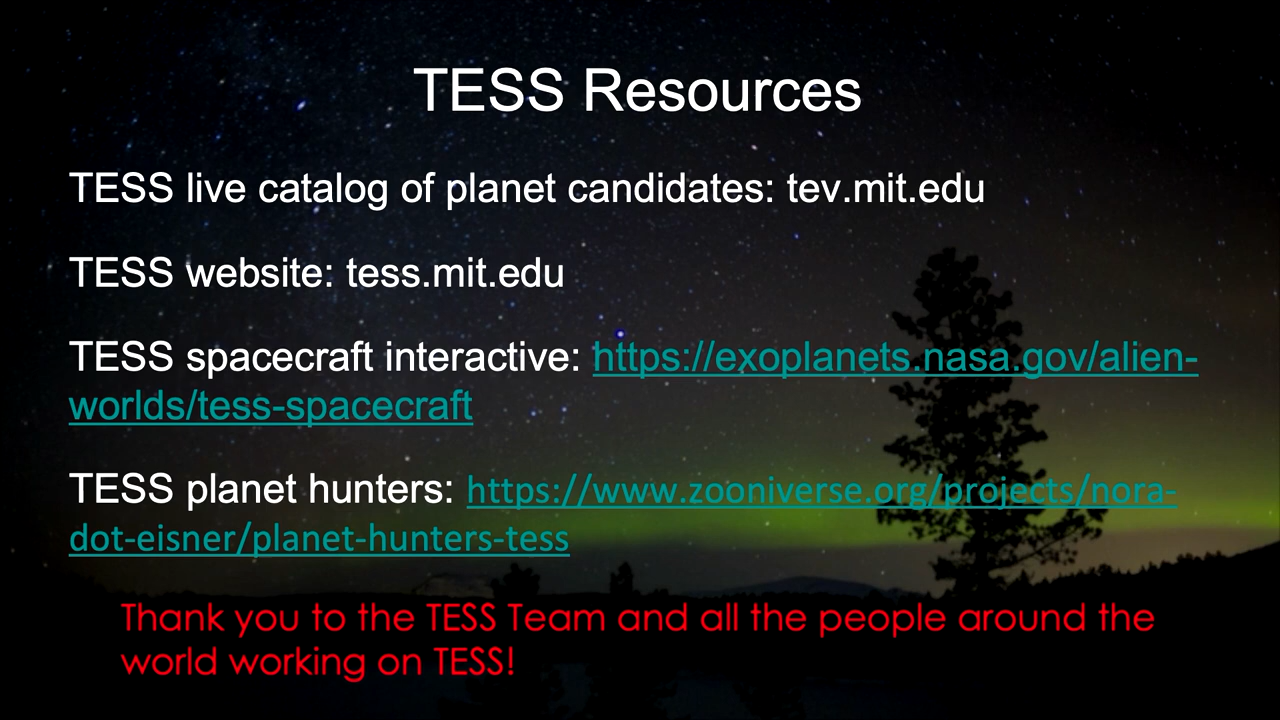 TESS Resources
TESS live catalog of planet candidates: tev.mit.edu
TESS website: tess.mit.edu
TESS spacecraft interactive: https://exoplanets.nasa.gov/alien-
worlds/tess-spacecraft
TESS planet hunters: https://www.zooniverse.org/projects/nora-
dot-eisner/planet-hunters-tess
Thank you to the TESS Team and all the people around the
world working on TESS!